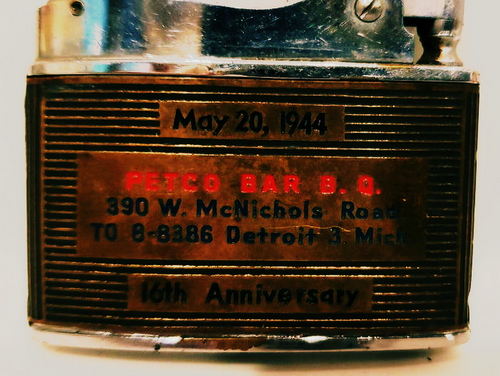 May 20, 1944
PETCO BAR B. Q.
390 W. McNichols Road
TO 8-8386 Detroit 3, Mich
16th Anniversary